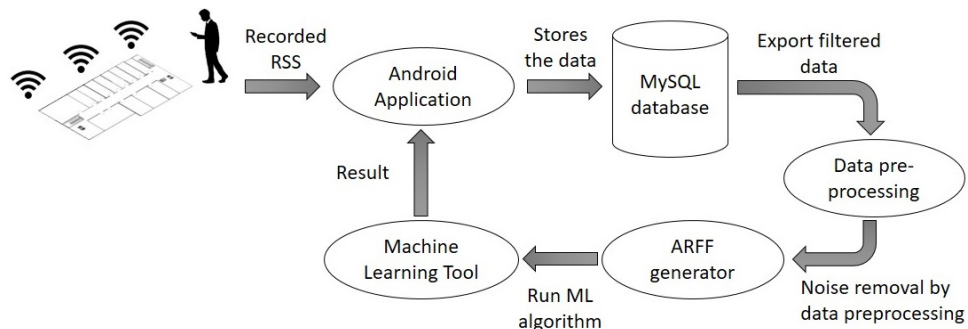 Recorded
RSS
Android
Application
Stores
the data
MySQL
database
Export filtered
data
Data pre-
processing
Noise removal by
data preprocessing
ARFF
generator
Run ML
algorithm
Machine
Learning Tool
Result